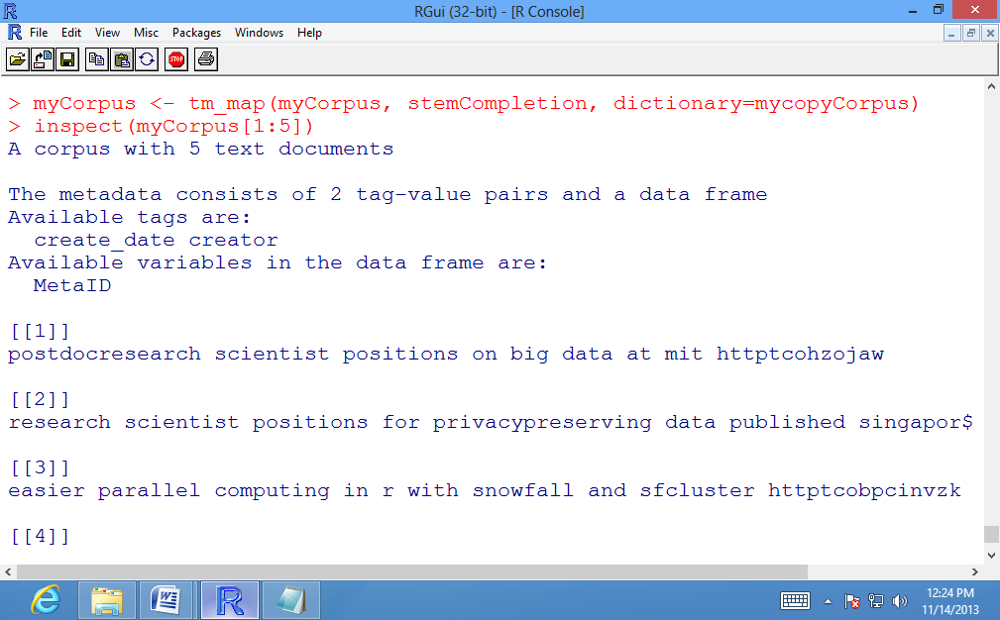 RGui (32-bit) - [R Console]
File Edit View Misc Packages Windows Help
STOP
> myCorpus <- tm_map(myCorpus, stemCompletion, dictionary=mycopyCorpus)
> inspect(myCorpus[1:5])
A corpus with 5 text documents
The metadata consists of 2 tag-value pairs and a data frame
Available tags are:
create_date creator
Available variables in the data frame are:
MetaID
[[1]]
postdocresearch scientist positions on big data at mit httptcohzojaw
[[2]]
research scientist positions for privacypreserving data published singapor$
[[3]]
easier parallel computing in r with snowfall and sfcluster httptcobpcinvzk
[[4]]
12:24 PM
11/14/2013